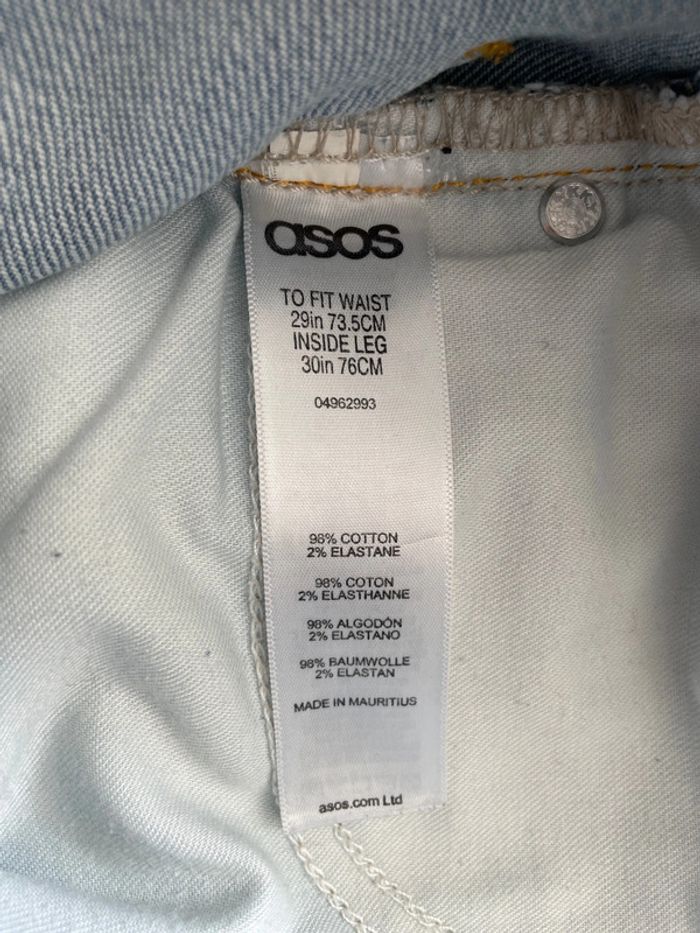 asos
TO FIT WAIST
29in 73.5CM
INSIDE LEG
30in 76CM
04962993
98% COTTON
2% ELASTANE
98% COTON
2% ELASTHANNE
98% ALGODÓN
2% ELASTANO
98% BAUMWOLLE
2% ELASTAN
MADE IN MAURITIUS
asos.com Ltd